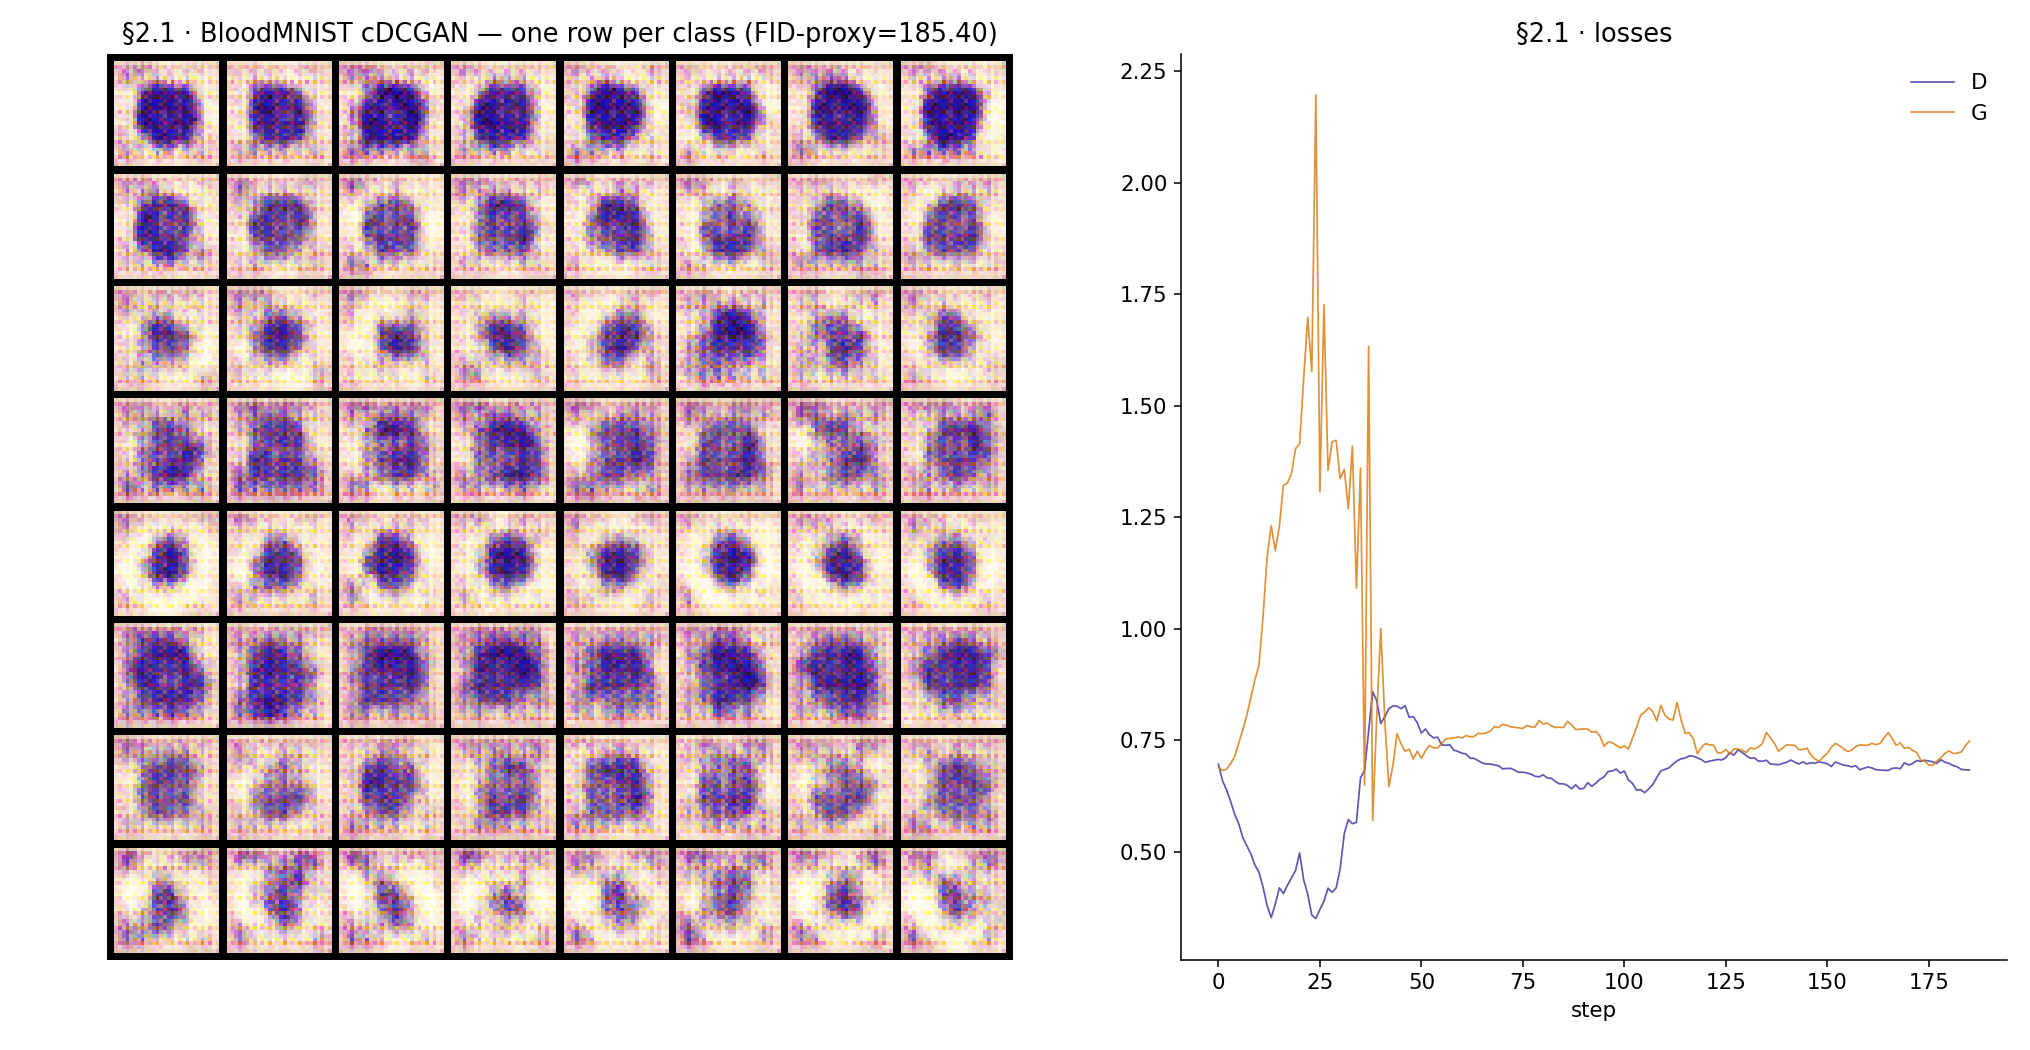 §2.1 · BloodMNIST cDCGAN — one row per class (FID-proxy=185.40)
§2.1 · losses
D
G
2.25
2.00
1.75
1.50
1.25
1.00
0.75
0.50
0 25 50 75 100 125 150 175
step